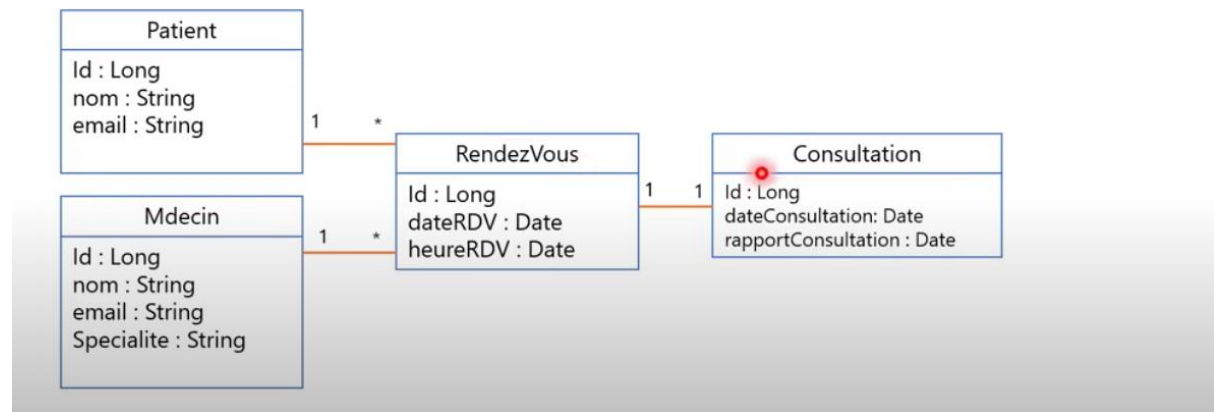 Patient
Id : Long
nom : String
email : String
1 *
Mdecin
Id : Long
nom : String
email : String
Specialite : String
1 *
RendezVous
Id : Long
dateRDV : Date
heureRDV : Date
1 1
Consultation
Id : Long
dateConsultation: Date
rapportConsultation : Date